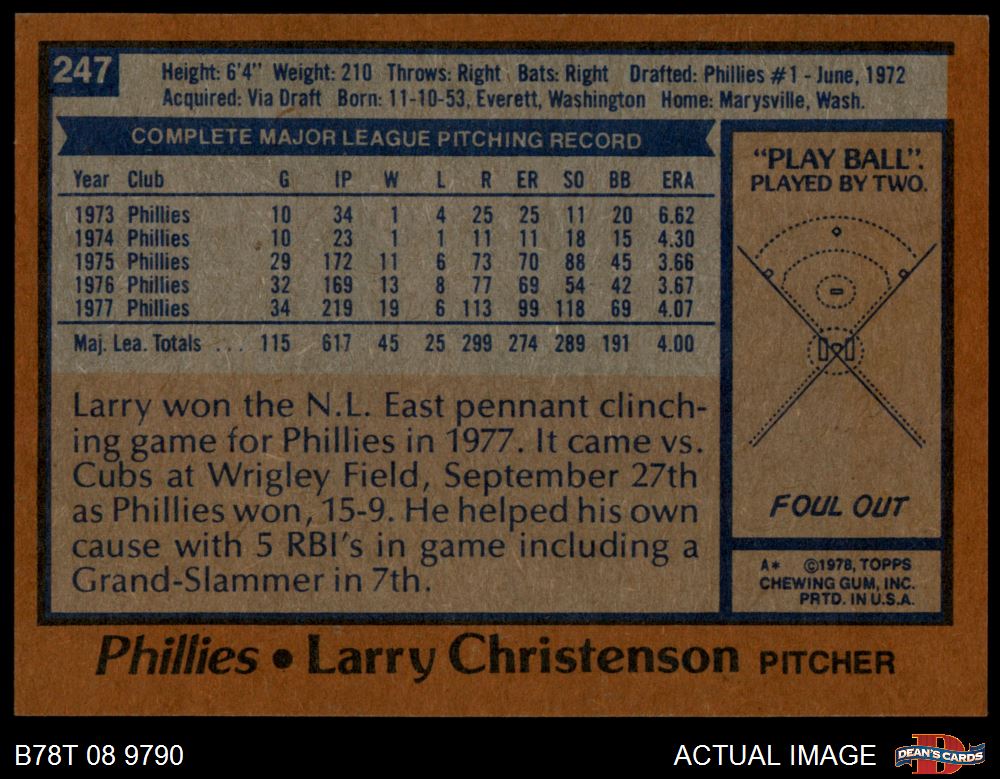 247
Height: 6'4" Weight: 210 Throws: Right Bats: Right Drafted: Phillies #1 - June, 1972
Acquired: Via Draft Born: 11-10-53, Everett, Washington Home: Marysville, Wash.
COMPLETE MAJOR LEAGUE PITCHING RECORD
Year Club G IP W L R ER SO BB ERA
1973 Phillies 10 34 1 4 25 25 11 20 6.62
1974 Phillies 10 23 1 1 11 11 18 15 4.30
1975 Phillies 29 172 11 6 73 70 88 45 3.66
1976 Phillies 32 169 13 8 77 69 54 42 3.67
1977 Phillies 34 219 19 6 113 99 118 69 4.07
Maj. Lea. Totals ... 115 617 45 25 299 274 289 191 4.00
Larry won the N.L. East pennant clinch-
ing game for Phillies in 1977. It came vs.
Cubs at Wrigley Field, September 27th
as Phillies won, 15-9. He helped his own
cause with 5 RBI's in game including a
Grand-Slammer in 7th.
"PLAY BALL".
PLAYED BY TWO.
FOUL OUT
A* ©1978, TOPPS
CHEWING GUM, INC.
PRTD. IN U.S.A.
Phillies • Larry Christenson PITCHER
B78T 08 9790
ACTUAL IMAGE
DEAN'S CARDS